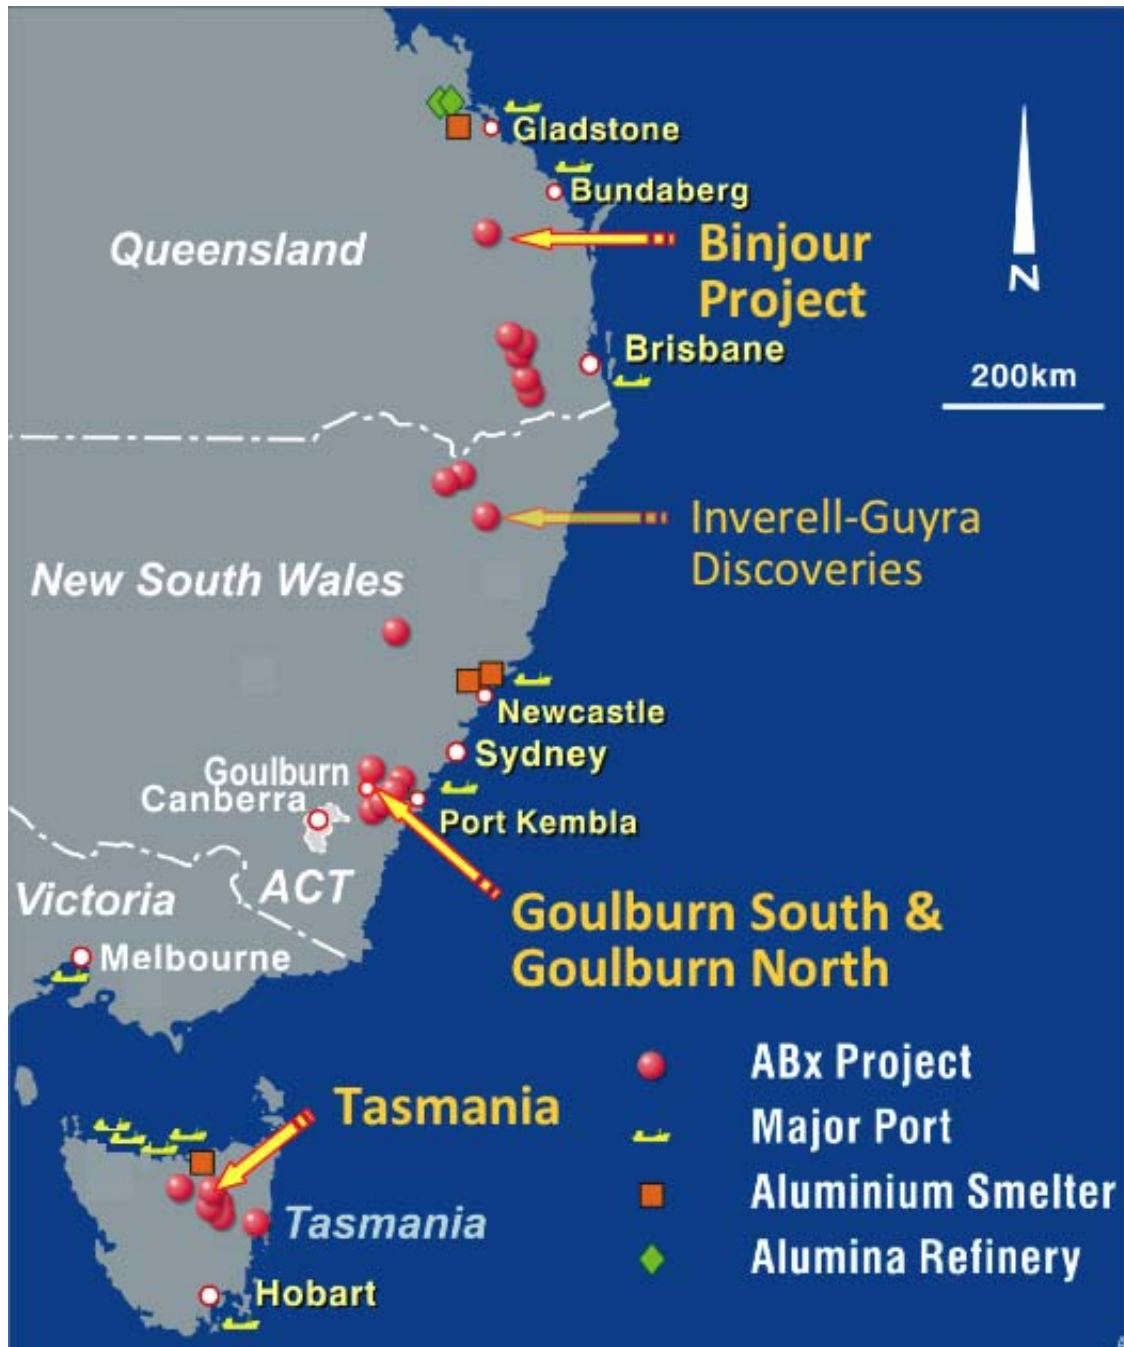 Gladstone
Bundaberg
Queensland
Binjour
Project
N
Brisbane
200km
Inverell-Guyra
Discoveries
New South Wales
Newcastle
Sydney
Goulburn
Canberra
Port Kembla
ACT
Victoria
Goulburn South &
Goulburn North
Melbourne
ABx Project
Tasmania
Major Port
Aluminium Smelter
Tasmania
Alumina Refinery
Hobart